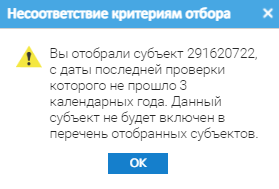 Несоответствие критериям отбора
Вы отобрали субъект 291620722,
с даты последней проверки
которого не прошло 3
календарных года. Данный
субъект не будет включен в
перечень отобранных субъектов.
OK